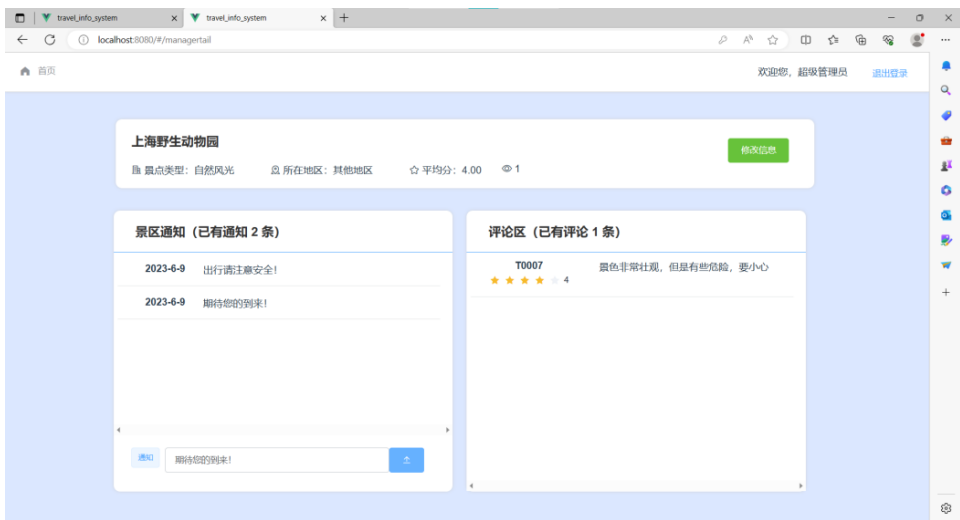 travel_info_system
travel_info_system
localhost:8080/#/managertail
首页
欢迎您，超级管理员
退出登录
上海野生动物园
修改信息
景点类型：自然风光 所在地区：其他地区 平均分：4.00 1
景区通知（已有通知 2 条）
2023-6-9 出行请注意安全！
2023-6-9 期待您的到来！
通知 期待您的到来！
评论区（已有评论 1 条）
T0007 景色非常壮观，但是有些危险，要小心
4